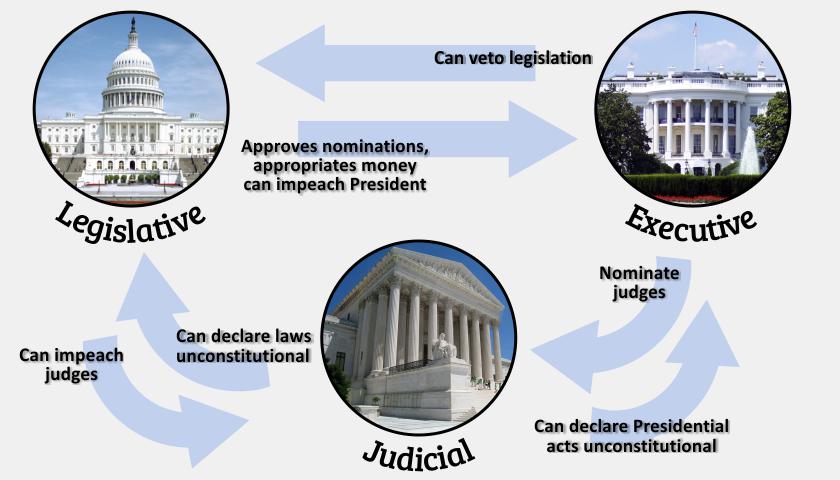 Can veto legislation
Approves nominations,
appropriates money
can impeach President
Legislative
Executive
Nominate
judges
Can declare laws
unconstitutional
Can impeach
judges
Can declare Presidential
acts unconstitutional
Judicial